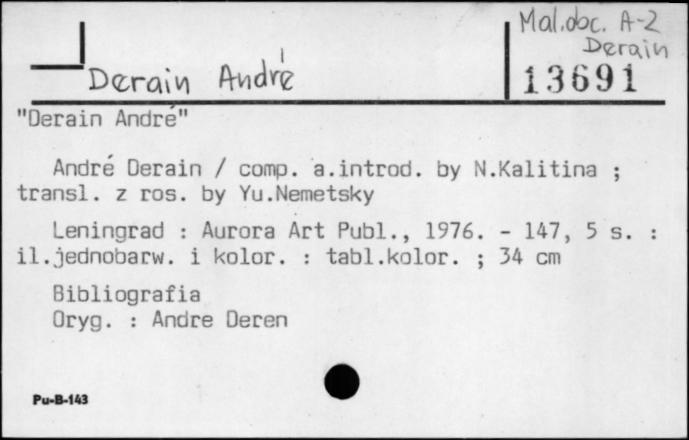 Mal.obc. A-2
Derain
Derain André
13691
"Derain André"
André Derain / comp. a.introd. by N.Kalitina ;
transl. z ros. by Yu.Nemetsky
Leningrad : Aurora Art Publ., 1976. - 147, 5 s. :
il.jednobarw. i kolor. : tabl.kolor. ; 34 cm
Bibliografia
Oryg. : Andre Deren
Pu-B-143